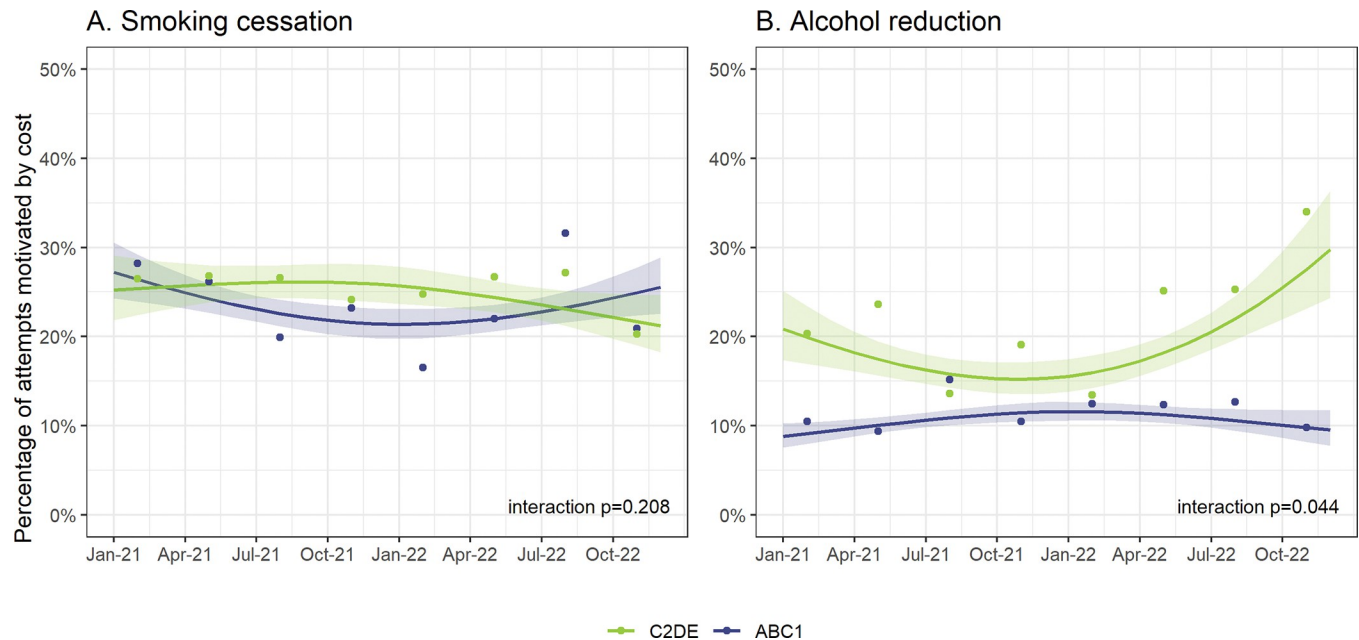 A. Smoking cessation
B. Alcohol reduction
Percentage of attempts motivated by cost
50%
40%
30%
20%
10%
0%
interaction p=0.208
Jan-21 Apr-21 Jul-21 Oct-21 Jan-22 Apr-22 Jul-22 Oct-22
50%
40%
30%
20%
10%
0%
interaction p=0.044
Jan-21 Apr-21 Jul-21 Oct-21 Jan-22 Apr-22 Jul-22 Oct-22
C2DE ABC1